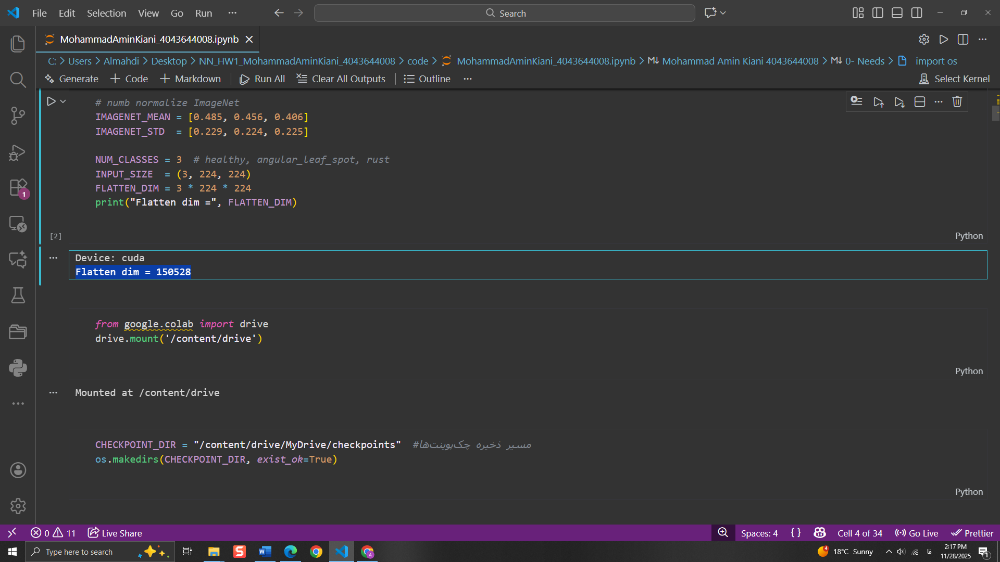 File Edit Selection View Go Run ···
Search
MohammadAminKiani_4043644008.ipynb
C: > Users > Almahdi > Desktop > NN_HW1_MohammadAminKiani_4043644008 > code > MohammadAminKiani_4043644008.ipynb > M↓ Mohammad Amin Kiani 4043644008 > M↓ 0- Needs > import os
Generate + Code + Markdown Run All Clear All Outputs Outline ··· Select Kernel
# numb normalize ImageNet
IMAGENET_MEAN = [0.485, 0.456, 0.406]
IMAGENET_STD  = [0.229, 0.224, 0.225]
NUM_CLASSES = 3  # healthy, angular_leaf_spot, rust
INPUT_SIZE  = (3, 224, 224)
FLATTEN_DIM = 3 * 224 * 224
print("Flatten dim =", FLATTEN_DIM)
[2] Python
Device: cuda
Flatten dim = 150528
from google.colab import drive
drive.mount('/content/drive')
Python
Mounted at /content/drive
CHECKPOINT_DIR = "/content/drive/MyDrive/checkpoints"  #مسیر ذخیره چک‌پوینت‌ها
os.makedirs(CHECKPOINT_DIR, exist_ok=True)
Python
1
0 11 Live Share Spaces: 4 { } Cell 4 of 34 Go Live Prettier
Type here to search 4 18°C Sunny فا 2:17 PM
11/28/2025 1